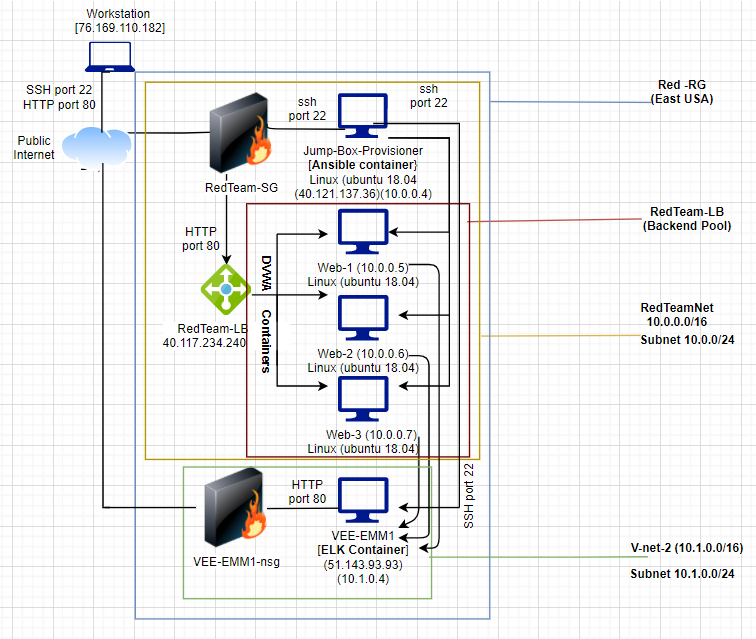 Workstation
[76.169.110.182]
SSH port 22
HTTP port 80
Public
Internet
RedTeam-SG
ssh
port 22
ssh
port 22
Jump-Box-Provisioner
[Ansible container}
Linux (ubuntu 18.04
(40.121.137.36)(10.0.0.4)
Red -RG
(East USA)
HTTP
port 80
RedTeam-LB
40.117.234.240
DVWA
Containers
Web-1 (10.0.0.5)
Linux (ubuntu 18.04)
Web-2 (10.0.0.6)
Linux (ubuntu 18.04)
Web-3 (10.0.0.7)
Linux (ubuntu 18.04)
RedTeam-LB
(Backend Pool)
RedTeamNet
10.0.0.0/16
Subnet 10.0.0/24
SSH port 22
HTTP
port 80
VEE-EMM1-nsg
VEE-EMM1
[ELK Container]
(51.143.93.93)
(10.1.0.4)
V-net-2 (10.1.0.0/16)
Subnet 10.1.0.0/24